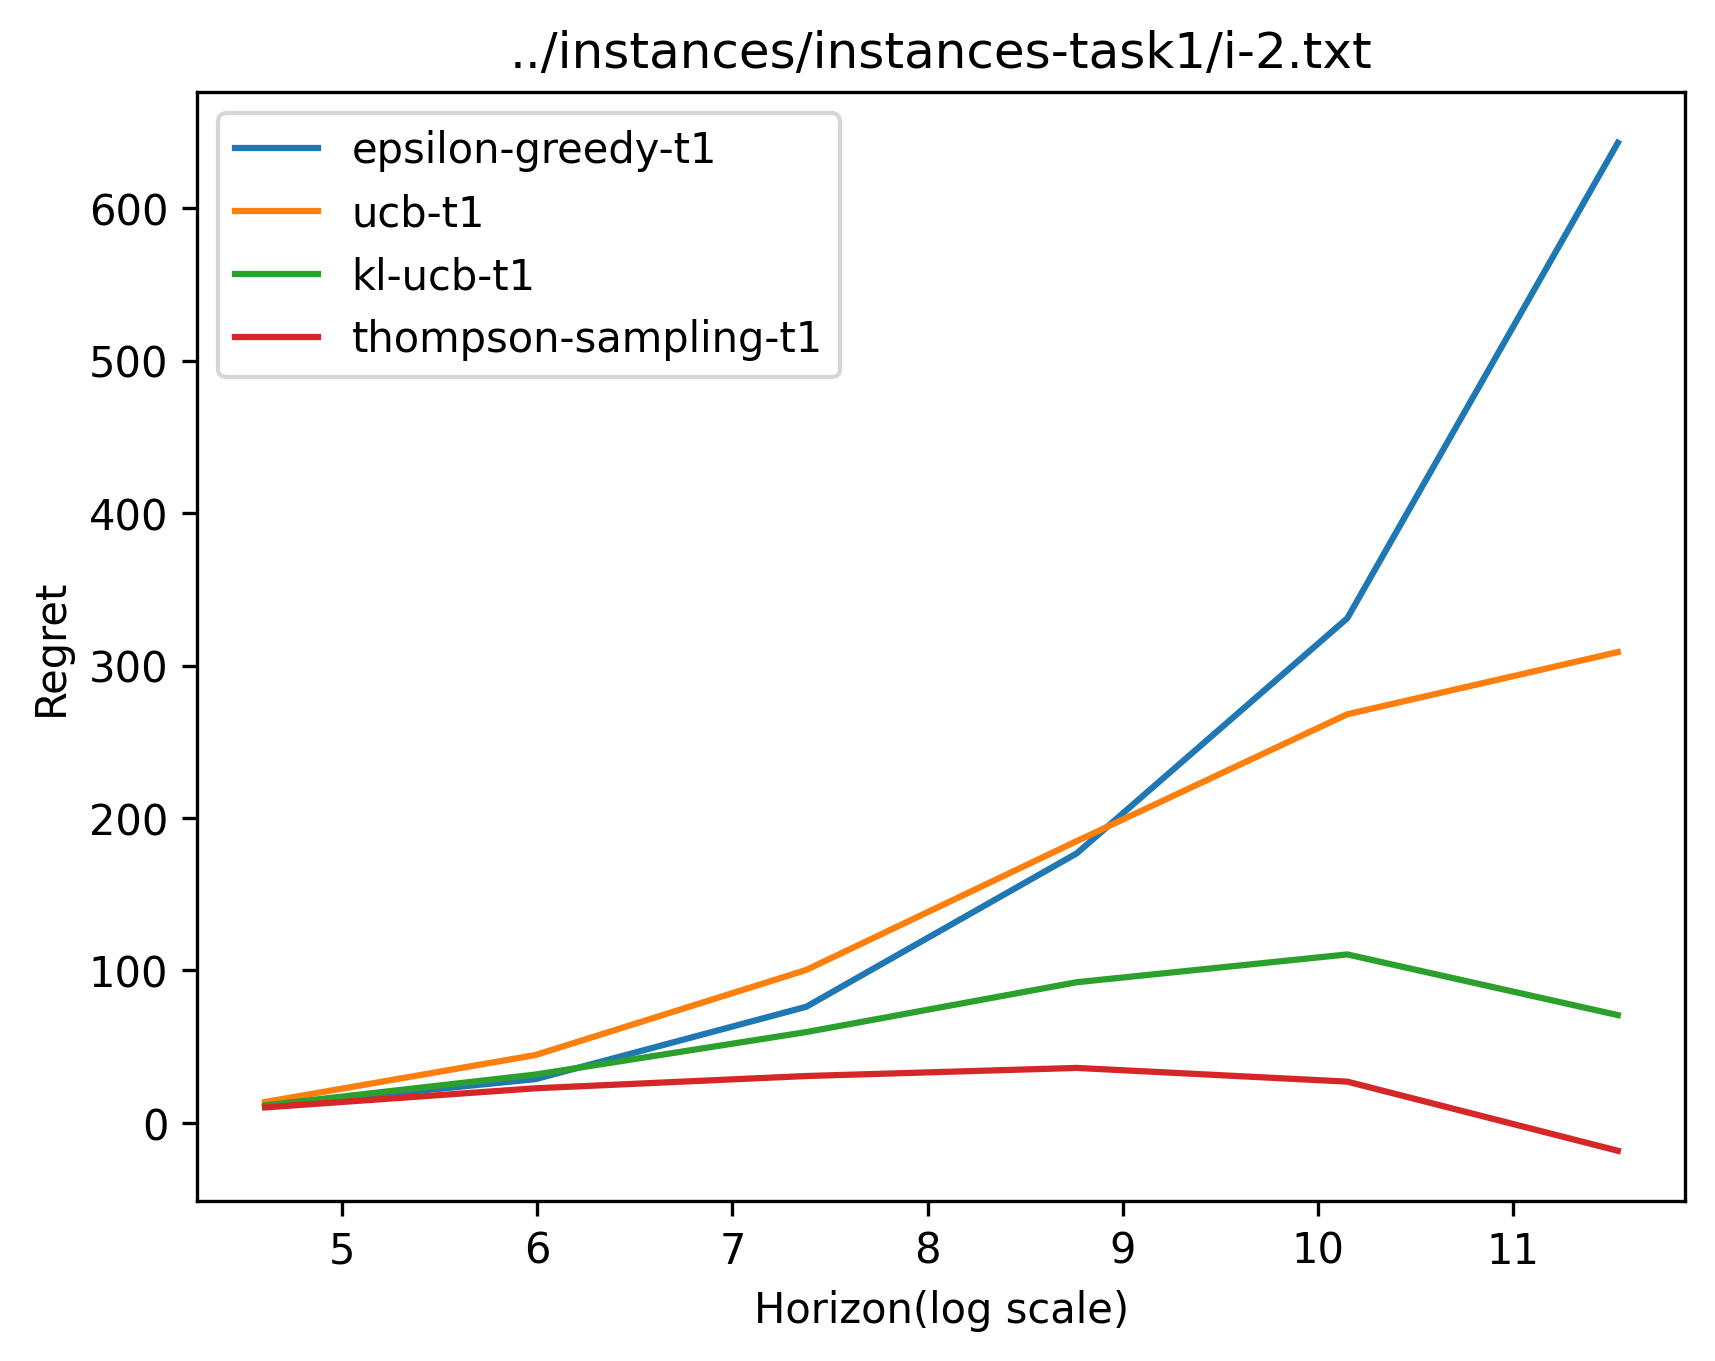 ../instances/instances-task1/i-2.txt
epsilon-greedy-t1
ucb-t1
kl-ucb-t1
thompson-sampling-t1
Regret
600
500
400
300
200
100
0
5 6 7 8 9 10 11
Horizon(log scale)